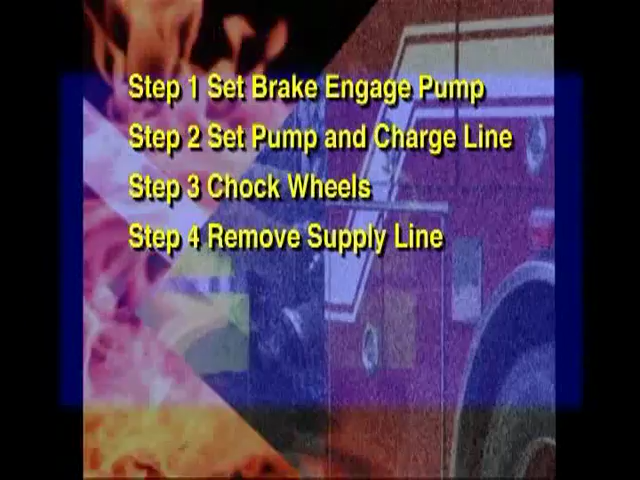 Step 1 Set Brake Engage Pump
Step 2 Set Pump and Charge Line
Step 3 Chock Wheels
Step 4 Remove Supply Line